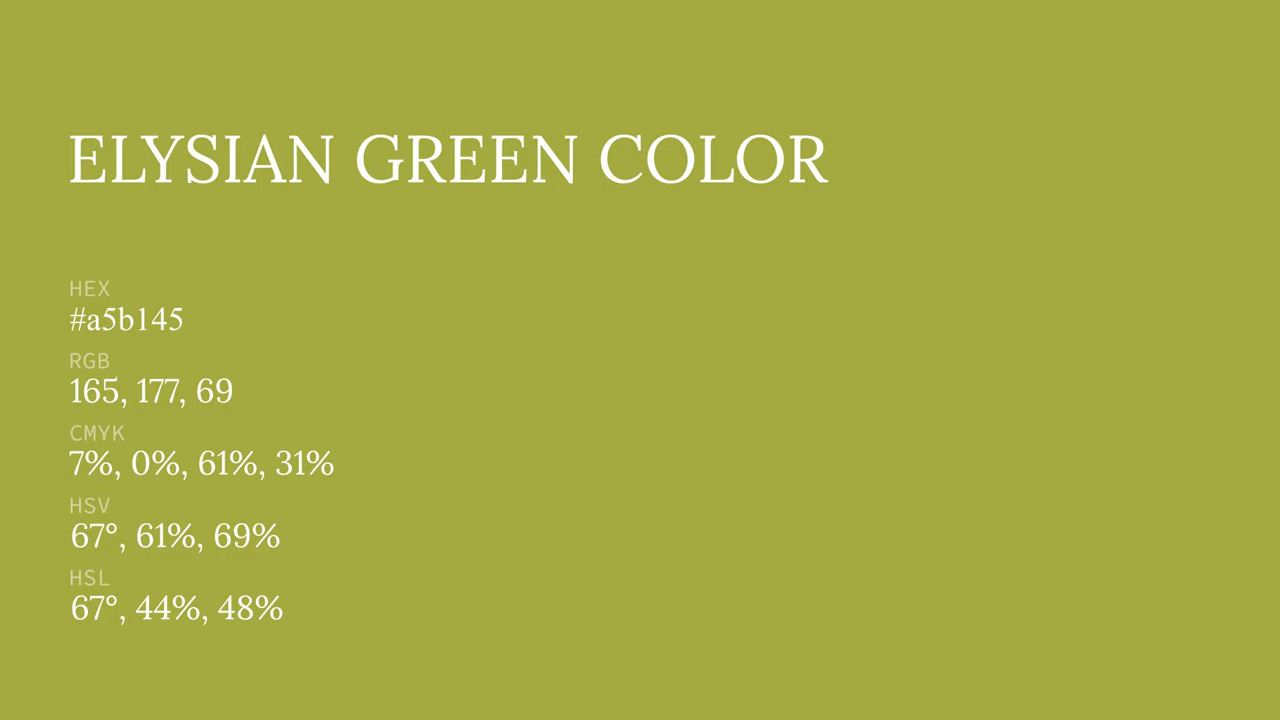 ELYSIAN GREEN COLOR
HEX
#a5b145
RGB
165, 177, 69
CMYK
7%, 0%, 61%, 31%
HSV
67°, 61%, 69%
HSL
67°, 44%, 48%